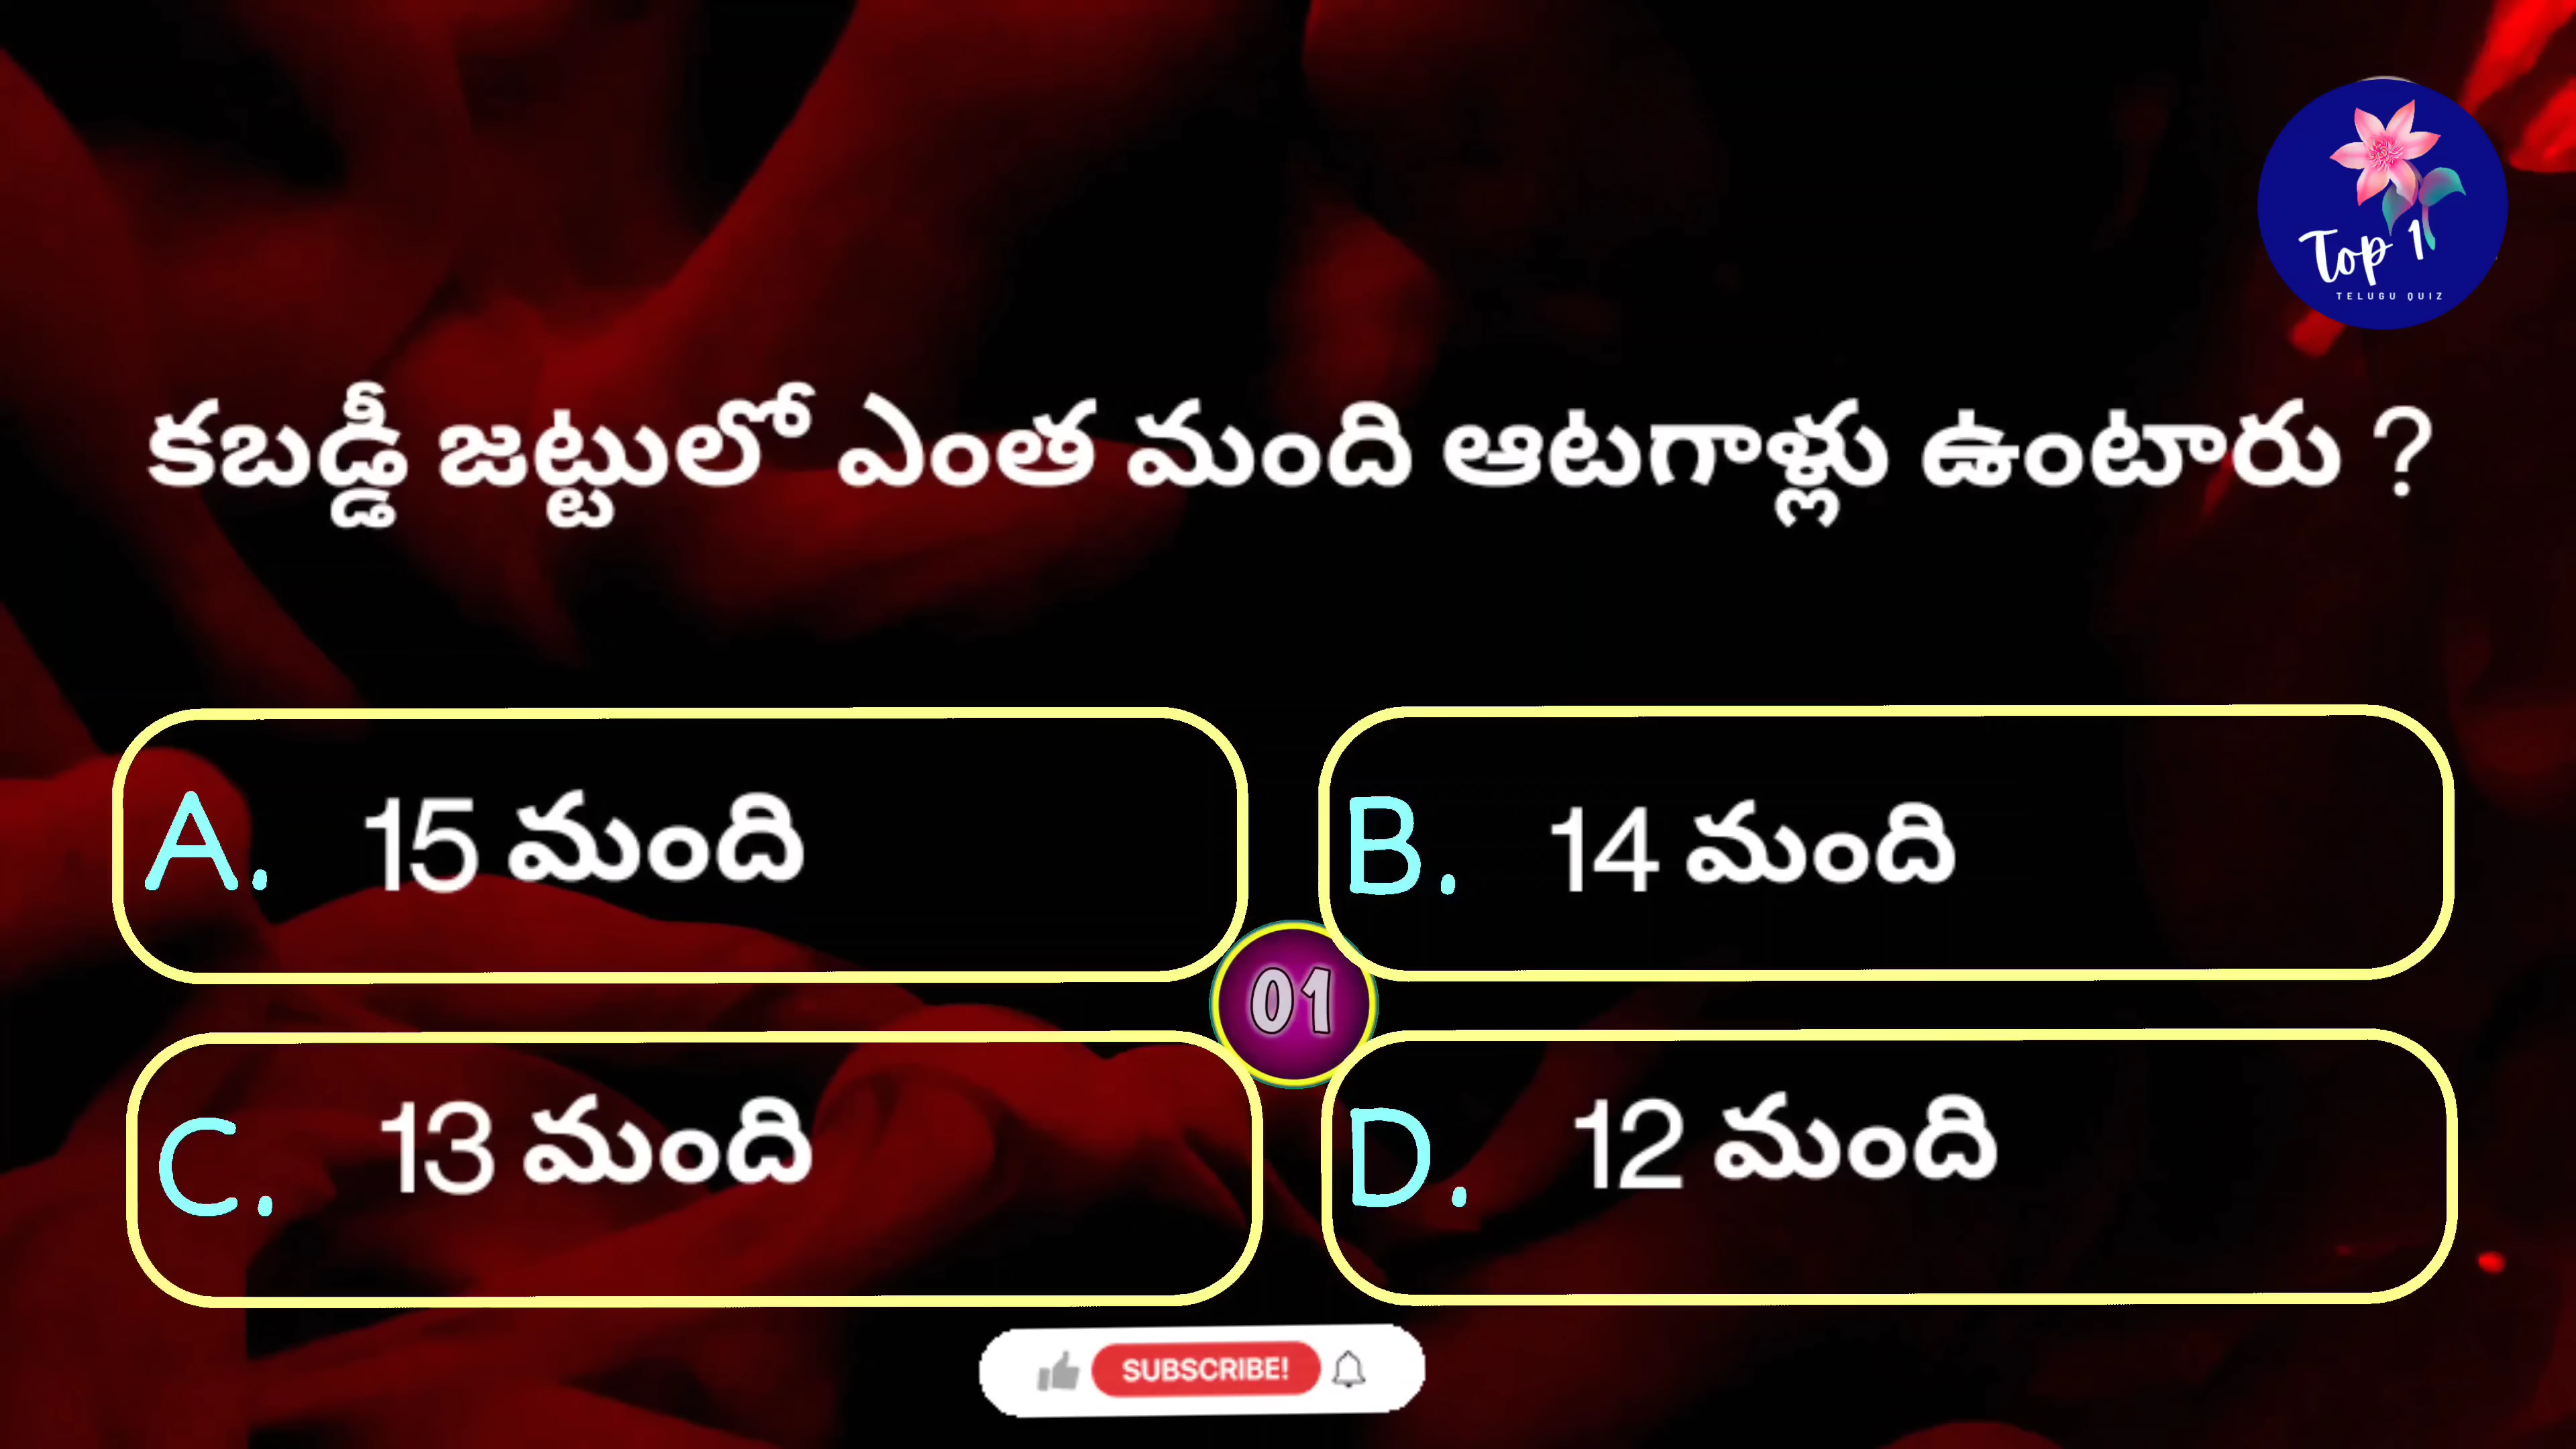 Top 1
TELUGU QUIZ
కబడ్డీ జట్టులో ఎంత మంది ఆటగాళ్లు ఉంటారు ?
A. 15 మంది
B. 14 మంది
01
C. 13 మంది
D. 12 మంది
SUBSCRIBE!